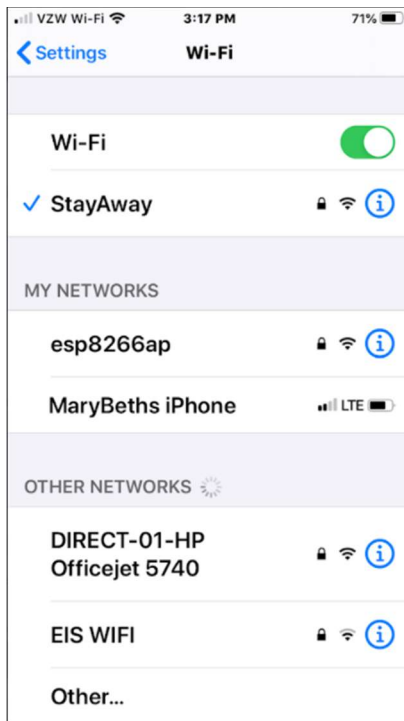 VZW Wi-Fi 3:17 PM 71%
Settings Wi-Fi
Wi-Fi
StayAway
MY NETWORKS
esp8266ap
MaryBeths iPhone LTE
OTHER NETWORKS
DIRECT-01-HP
Officejet 5740
EIS WIFI
Other...